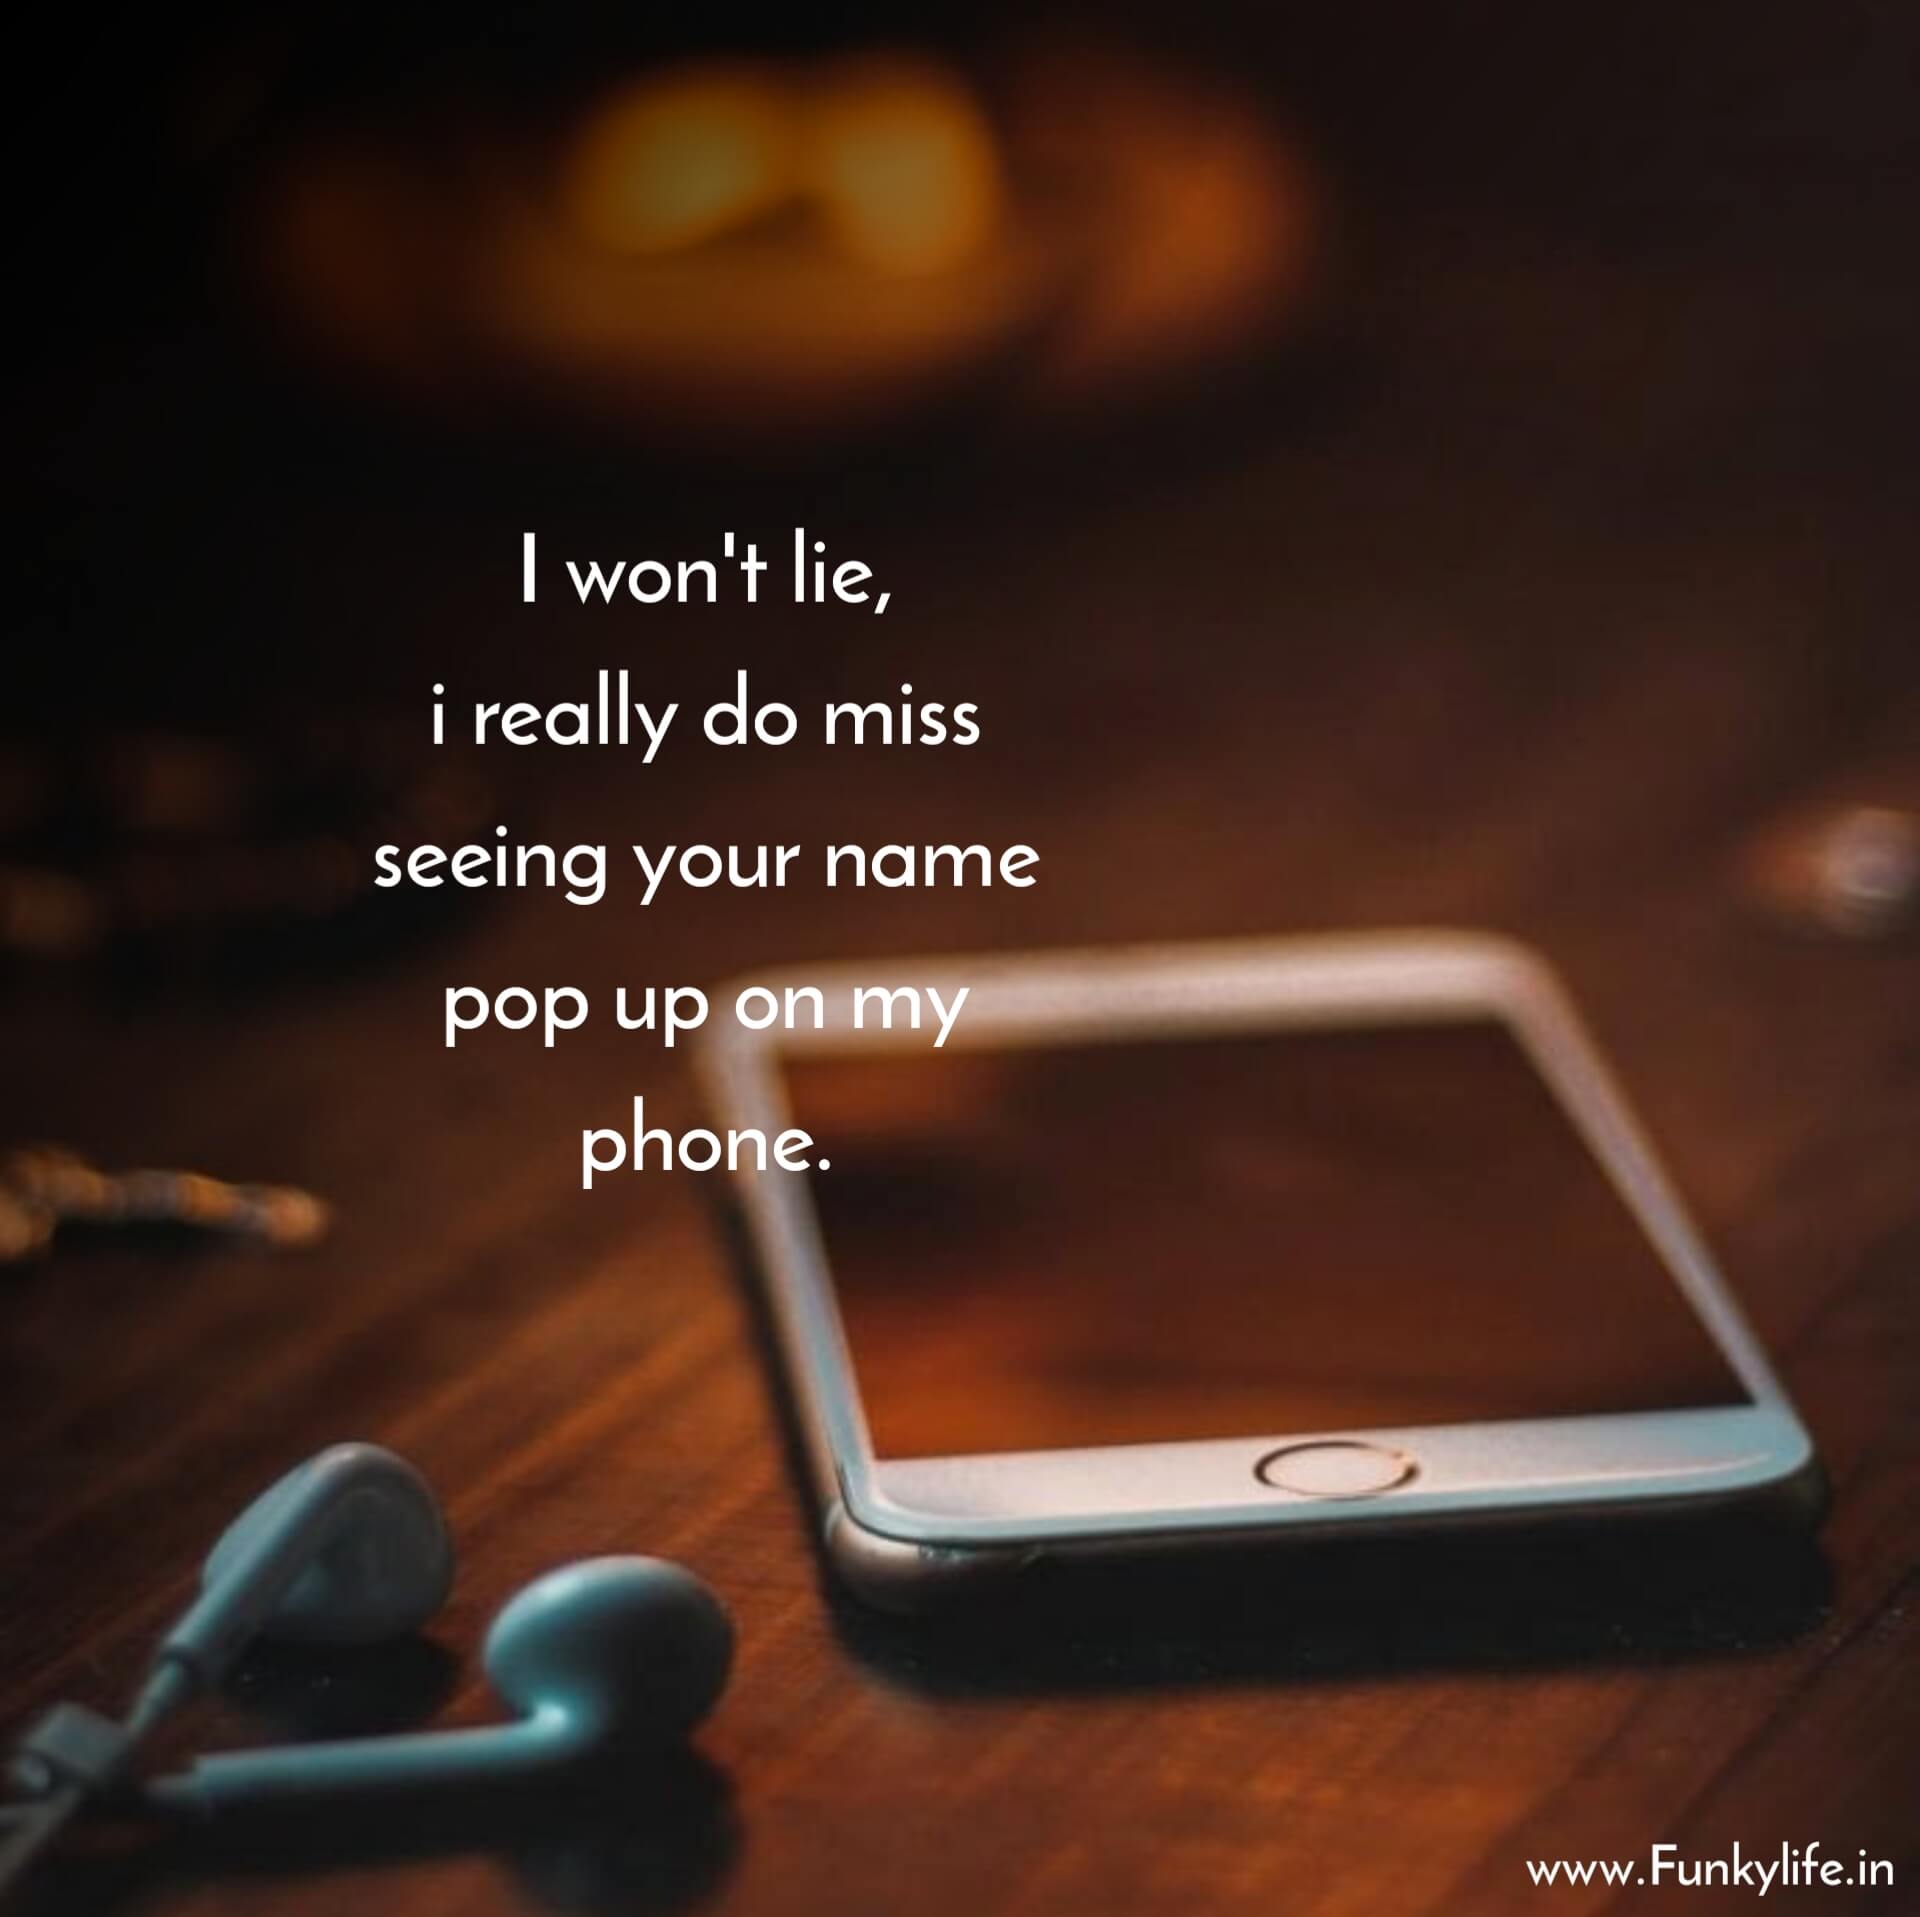 I won't lie,
i really do miss
seeing your name
pop up on my
phone.
www.Funkylife.in